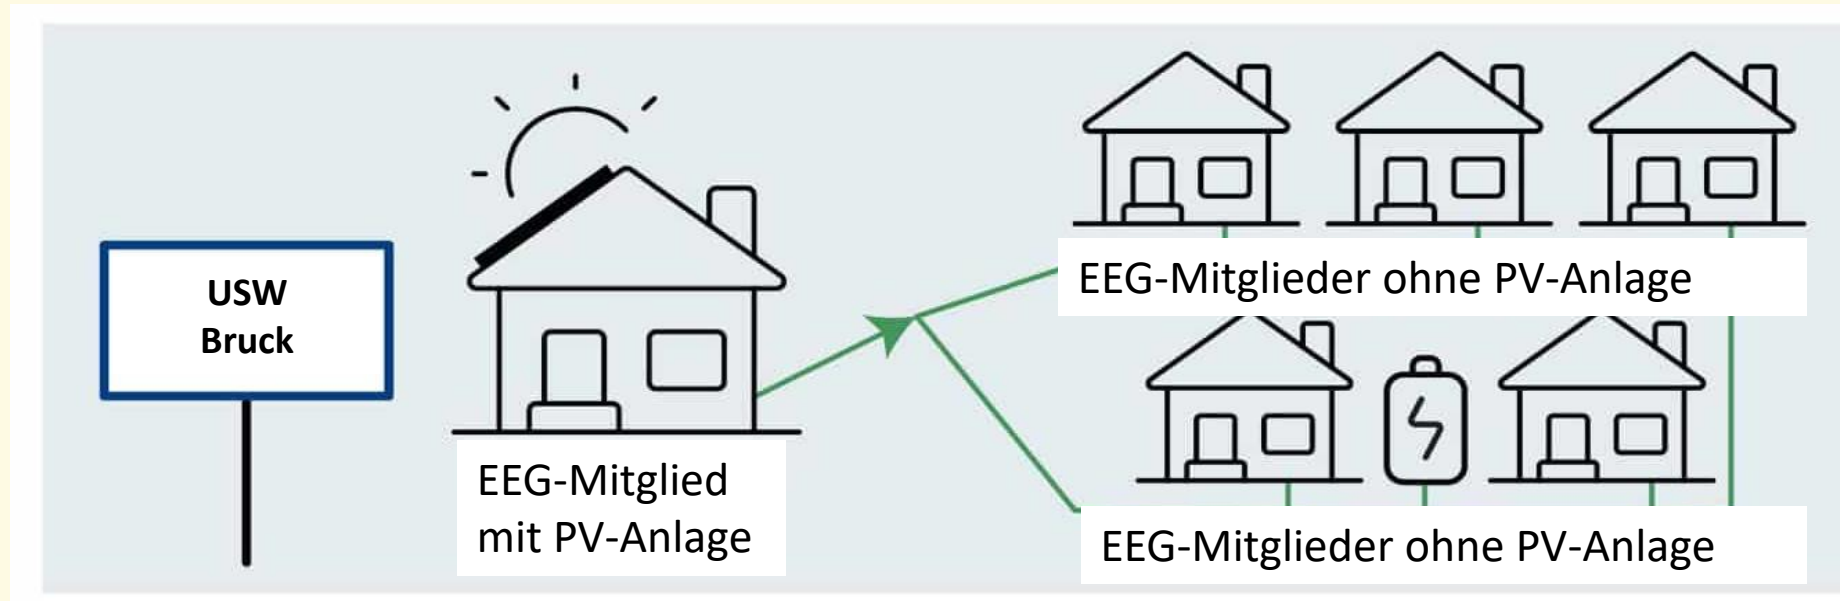 USW
Bruck
EEG-Mitglied
mit PV-Anlage
EEG-Mitglieder ohne PV-Anlage
EEG-Mitglieder ohne PV-Anlage